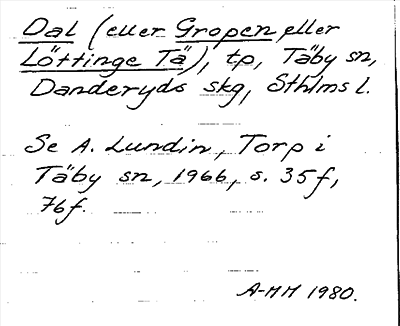 Dal (eller Gropen eller
Löttinge Tä), tp, Täby sn,
Danderyds skg, Sthlms l.
Se A. Lundin, Torp i
Täby sn, 1966, s. 35f,
76f.
A-MM 1980.